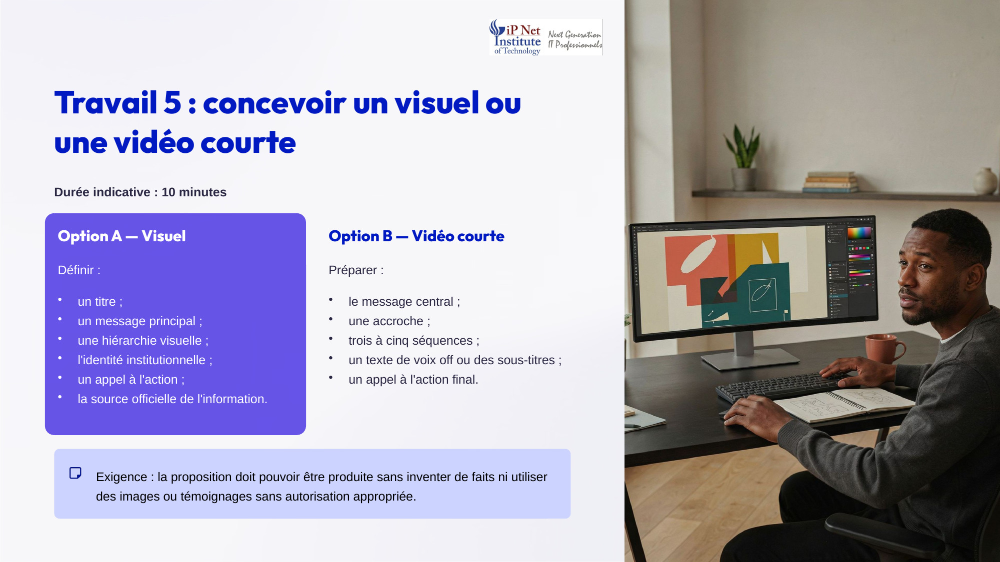 iP Net
Institute
of Technology
Next Generation
IT Professionnels
Travail 5 : concevoir un visuel ou
une vidéo courte
Durée indicative : 10 minutes
Option A — Visuel
Définir :
• un titre ;
• un message principal ;
• une hiérarchie visuelle ;
• l'identité institutionnelle ;
• un appel à l'action ;
• la source officielle de l'information.
Option B — Vidéo courte
Préparer :
• le message central ;
• une accroche ;
• trois à cinq séquences ;
• un texte de voix off ou des sous-titres ;
• un appel à l'action final.
Exigence : la proposition doit pouvoir être produite sans inventer de faits ni utiliser
des images ou témoignages sans autorisation appropriée.